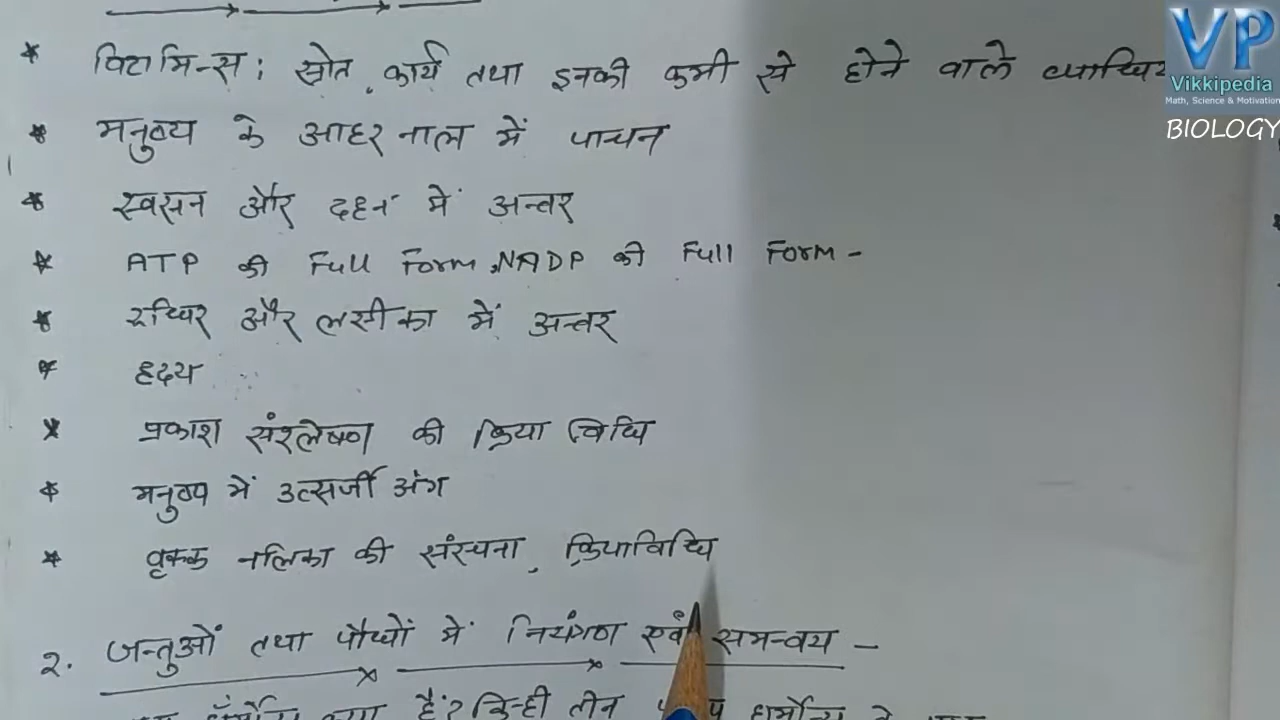 * विटामिन्स: स्रोत, कार्य तथा इनकी कमी से होने वाले व्याधिय
* मनुष्य के आहर नाल में पाचन
* स्वसन और दहन में अन्तर
* ATP की Full Form, NADP की Full Form -
* रुधिर और लसीका में अन्तर
* हृदय
* प्रकाश संश्लेषण की क्रिया विधि
* मनुष्य में उत्सर्जी अंग
* वृक्क नलिका की संरचना, क्रियाविधि
2. जन्तुओं तथा पौधों में नियंत्रण एवं समन्वय -
हॉर्मोन क्या हैं? किन्ही तीन
VP
Vikkipedia
Math, Science & Motivation
BIOLOGY